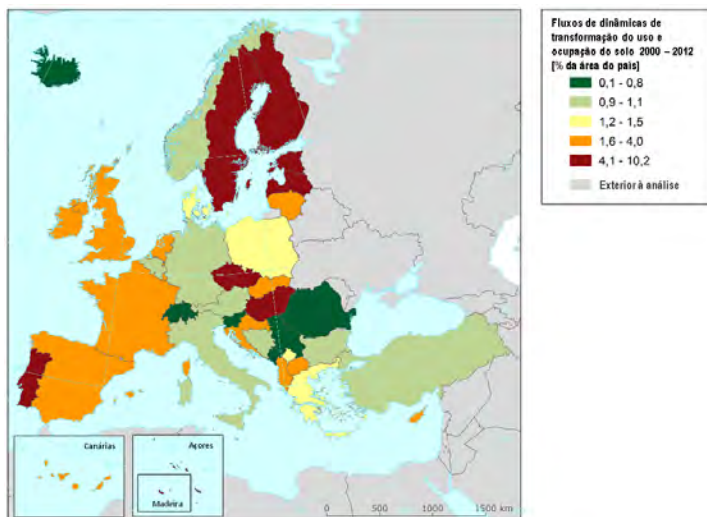 Fluxos de dinâmicas de
transformação do uso e
ocupação do solo 2000 – 2012
[% da área do país]
0,1 - 0,8
0,9 - 1,1
1,2 - 1,5
1,6 - 4,0
4,1 - 10,2
Exterior à análise
Canárias
Açores
Madeira
0 500 1000 1500 km